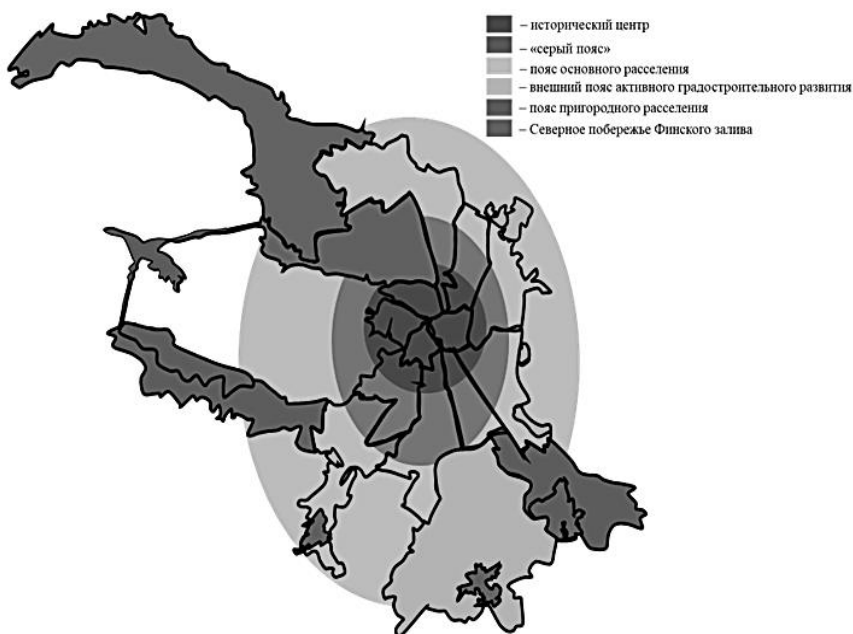 – исторический центр
– «серый пояс»
– пояс основного расселения
– внешний пояс активного градостроительного развития
– пояс пригородного расселения
– Северное побережье Финского залива